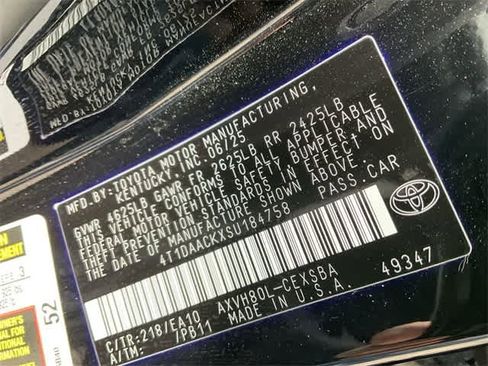 MFD.BY:TOYOTA MOTOR MANUFACTURING,
KENTUCKY, INC. 06/25
GVWR 4625LB GAWR FR 2625LB RR 2425LB
THIS VEHICLE CONFORMS TO ALL APPLICABLE
FEDERAL MOTOR VEHICLE SAFETY BUMPER, AND
THEFT PREVENTION STANDARDS IN EFFECT ON
THE DATE OF MANUFACTURE SHOWN ABOVE.
4T1DAACKXSU184758 PASS.CAR
C/TR:218/EA10 AXVH80L-CEXSBA
A/TM: /PB11 MADE IN U.S.A. 49347
TOYOTA
3
52